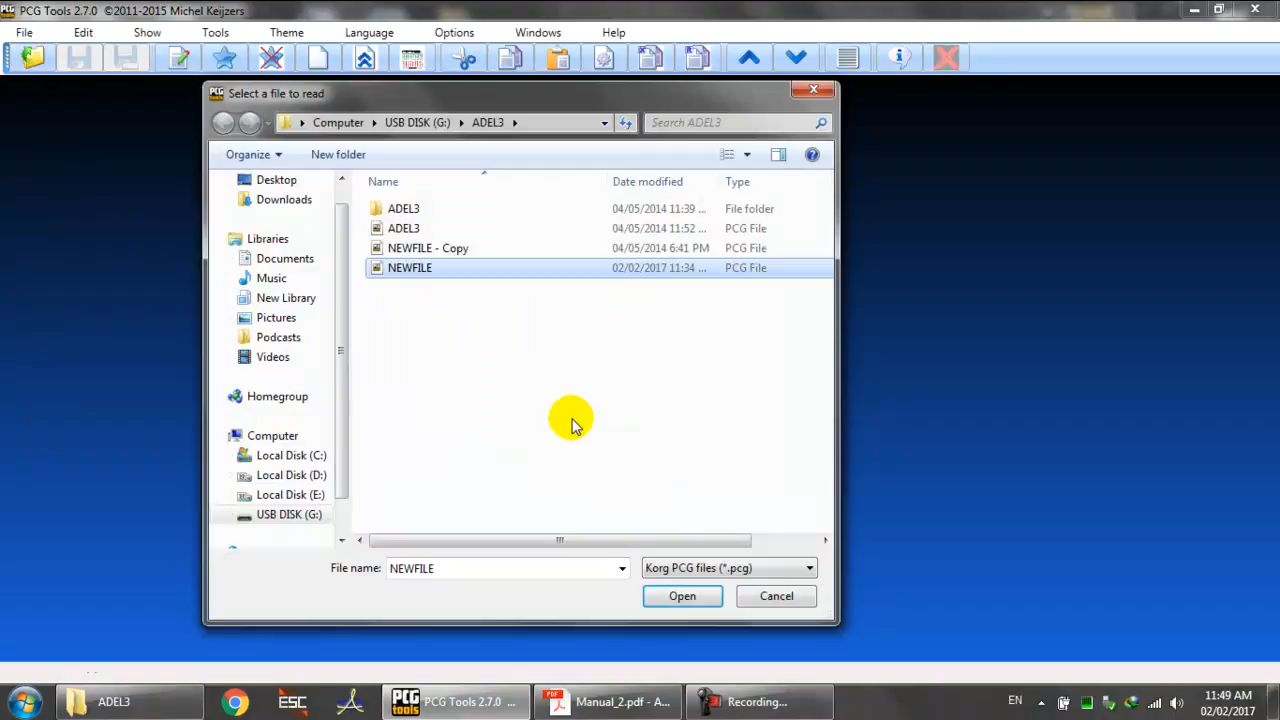 PCG Tools 2.7.0 ©2011-2015 Michel Keijzers
File Edit Show Tools Theme Language Options Windows Help
Select a file to read
Computer USB DISK (G:) ADEL3 Search ADEL3
Organize New folder
Name Date modified Type
Desktop
Downloads
Libraries
Documents
Music
New Library
Pictures
Podcasts
Videos
Homegroup
Computer
Local Disk (C:)
Local Disk (D:)
Local Disk (E:)
USB DISK (G:)
ADEL3 04/05/2014 11:39 ... File folder
ADEL3 04/05/2014 11:52 ... PCG File
NEWFILE - Copy 04/05/2014 6:41 PM PCG File
NEWFILE 02/02/2017 11:34 ... PCG File
File name: NEWFILE Korg PCG files (*.pcg)
Open Cancel
ADEL3 ESC PCG tools PCG Tools 2.7.0 ... PDF Manual_2.pdf - A... Recording... EN 11:49 AM
02/02/2017